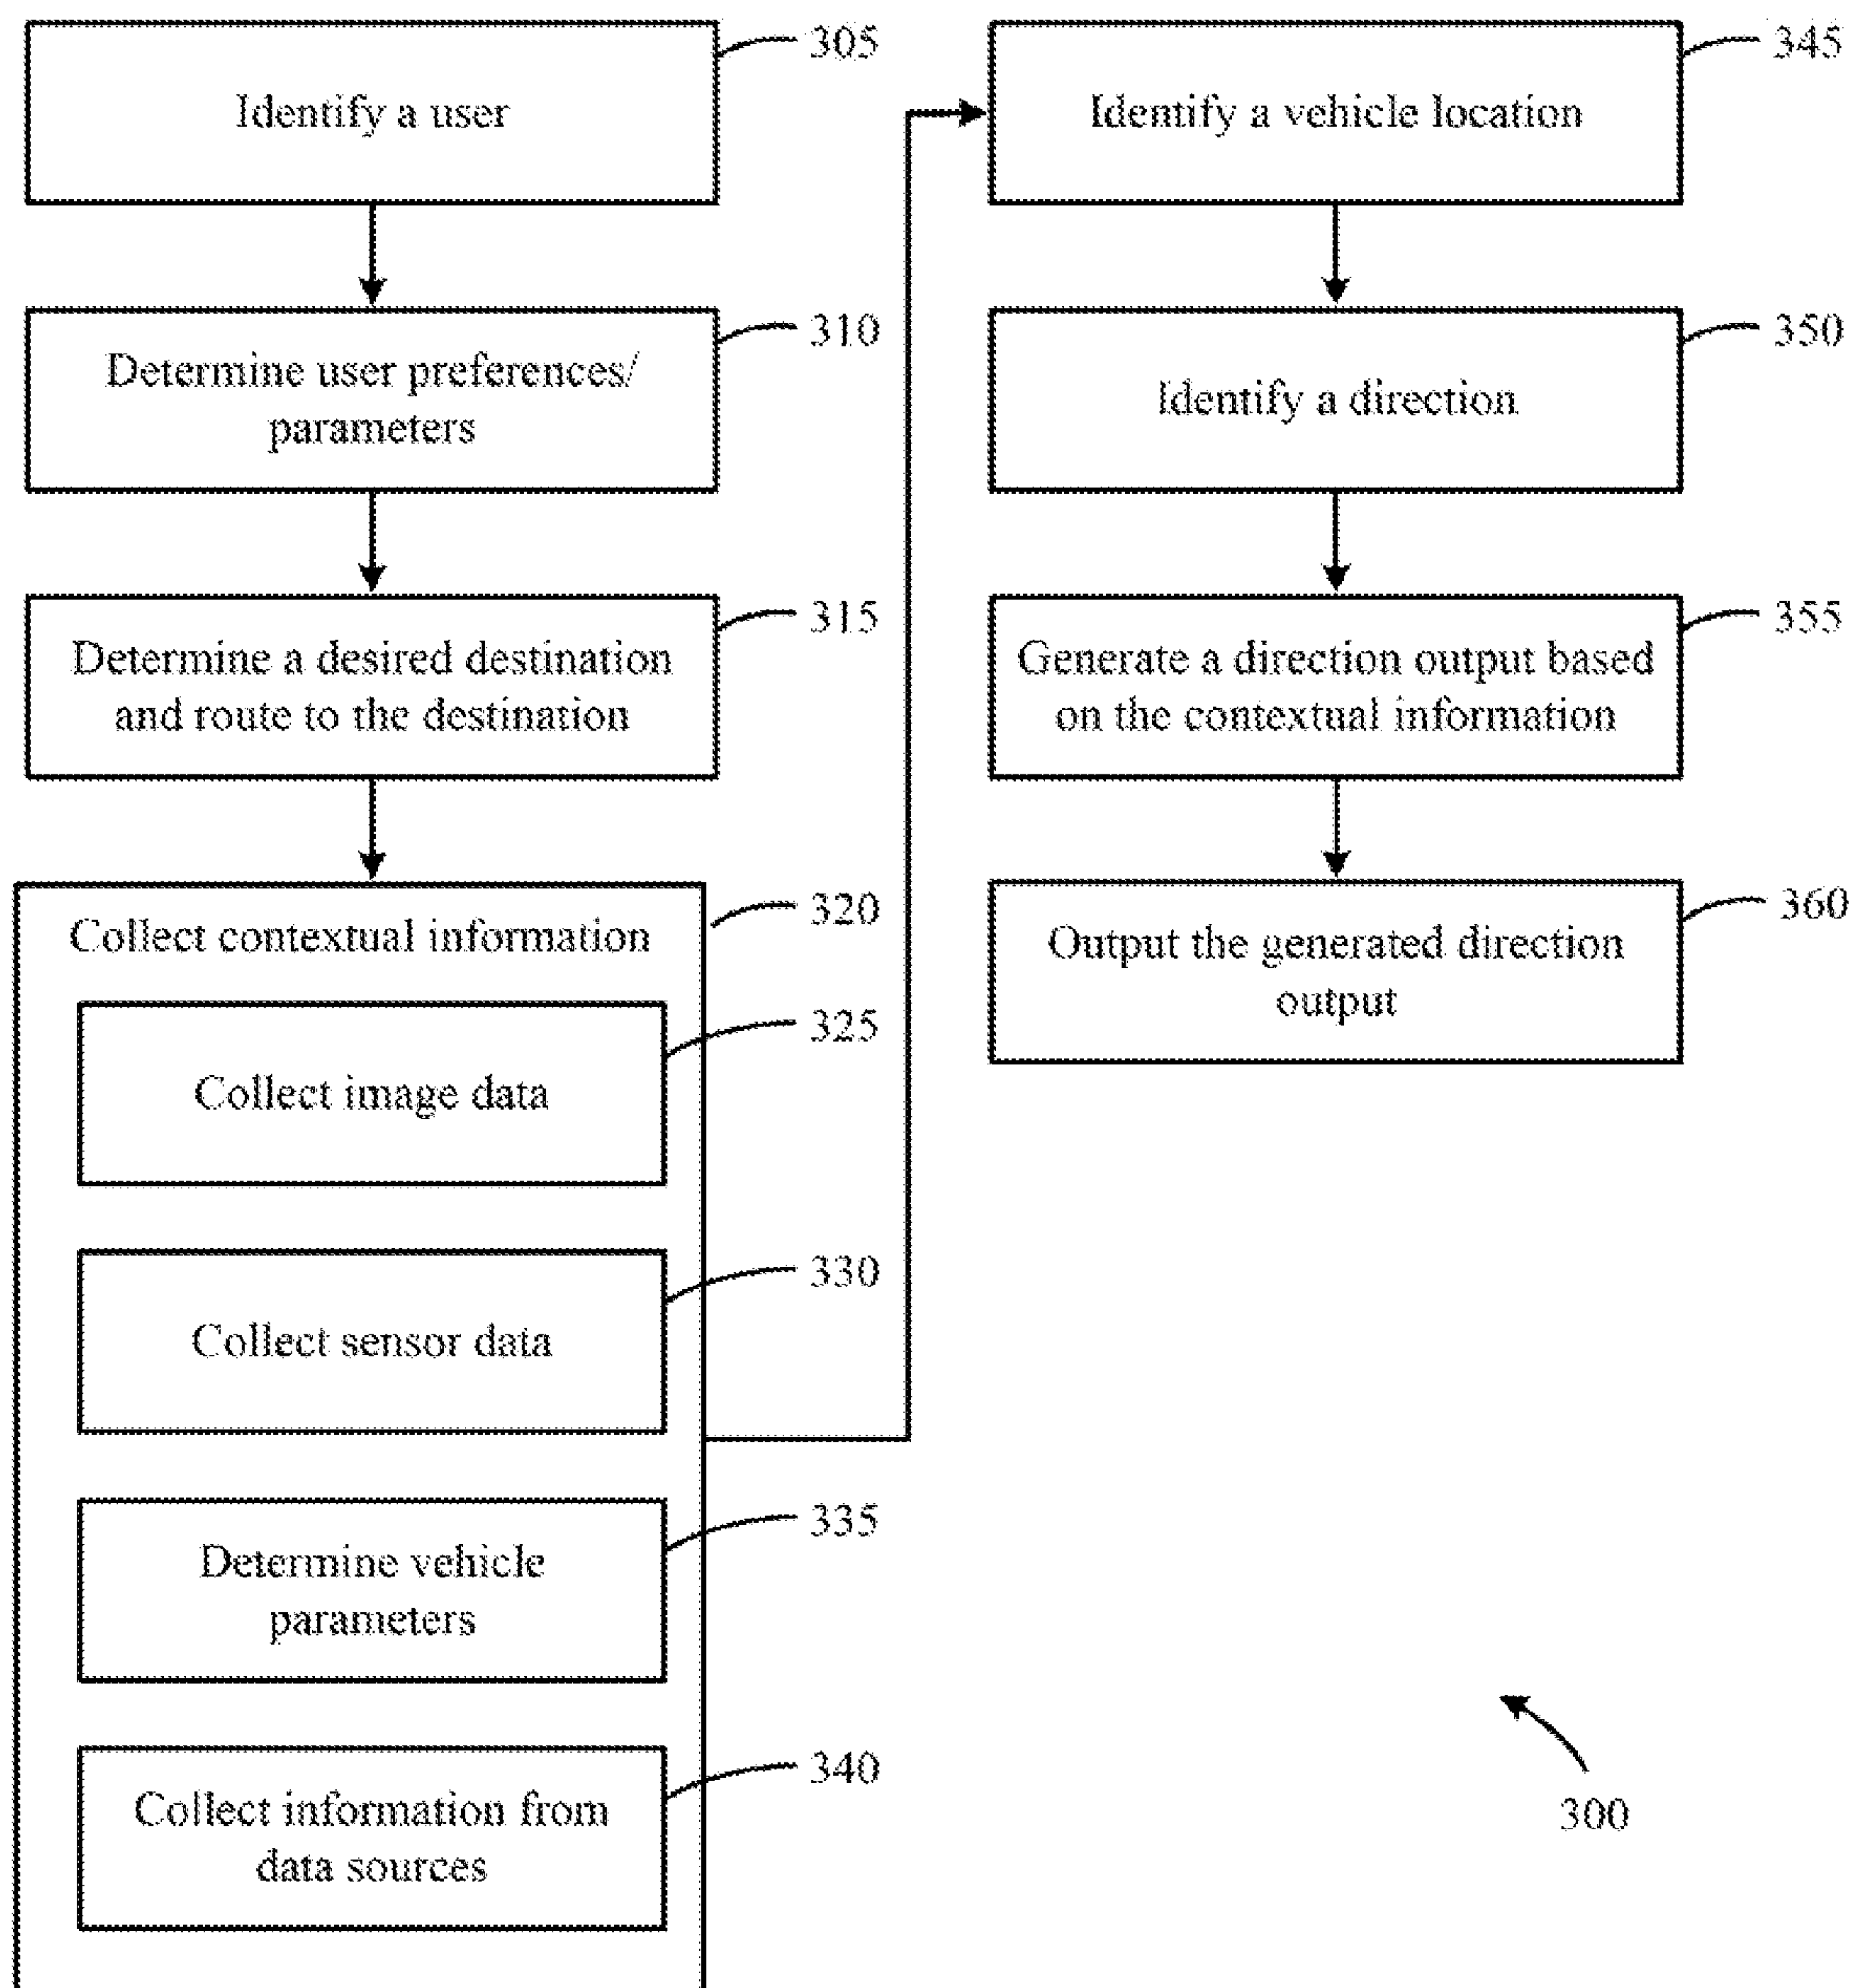 305
Identify a user
310
Determine user preferences/
parameters
315
Determine a desired destination
and route to the destination
320
Collect contextual information
325
Collect image data
330
Collect sensor data
335
Determine vehicle
parameters
340
Collect information from
data sources
345
Identify a vehicle location
350
Identify a direction
355
Generate a direction output based
on the contextual information
360
Output the generated direction
output
300